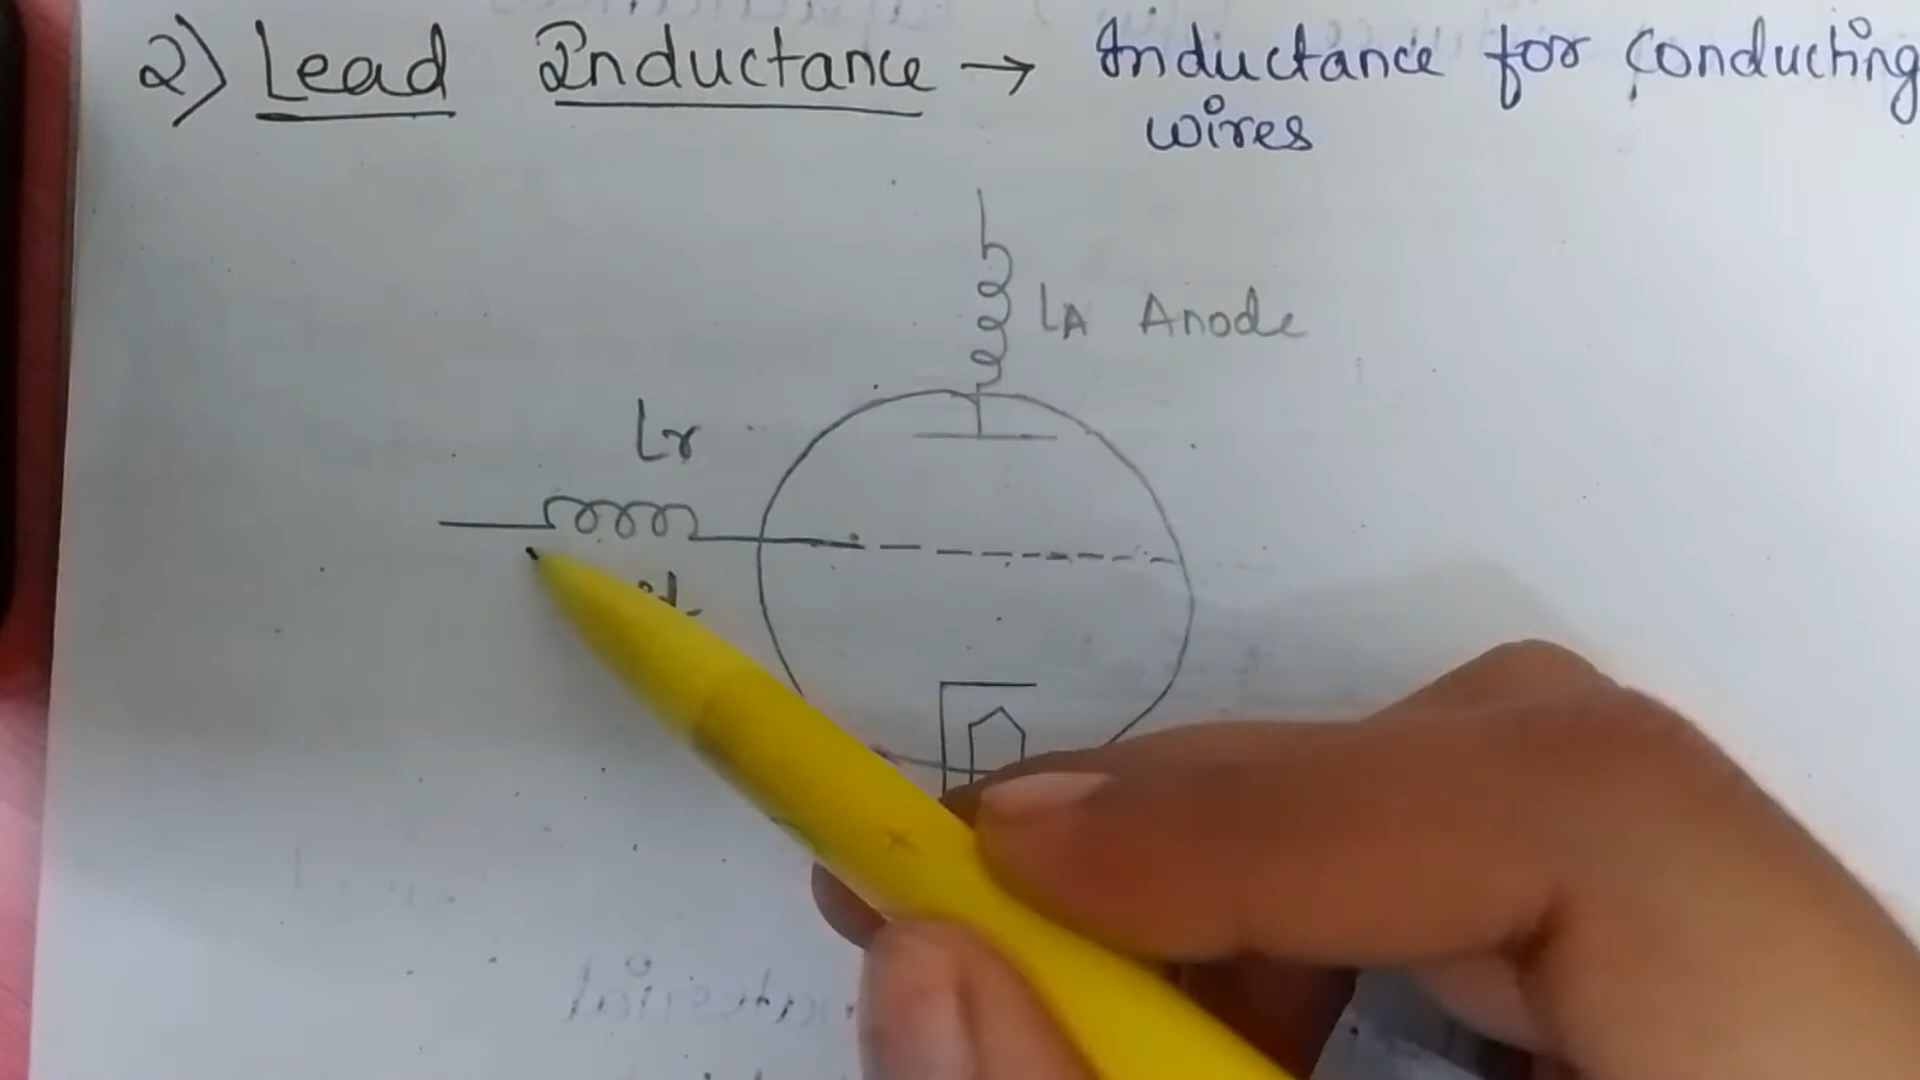 2) Lead Inductance → Inductance for conducting
wires
LA Anode
Lr